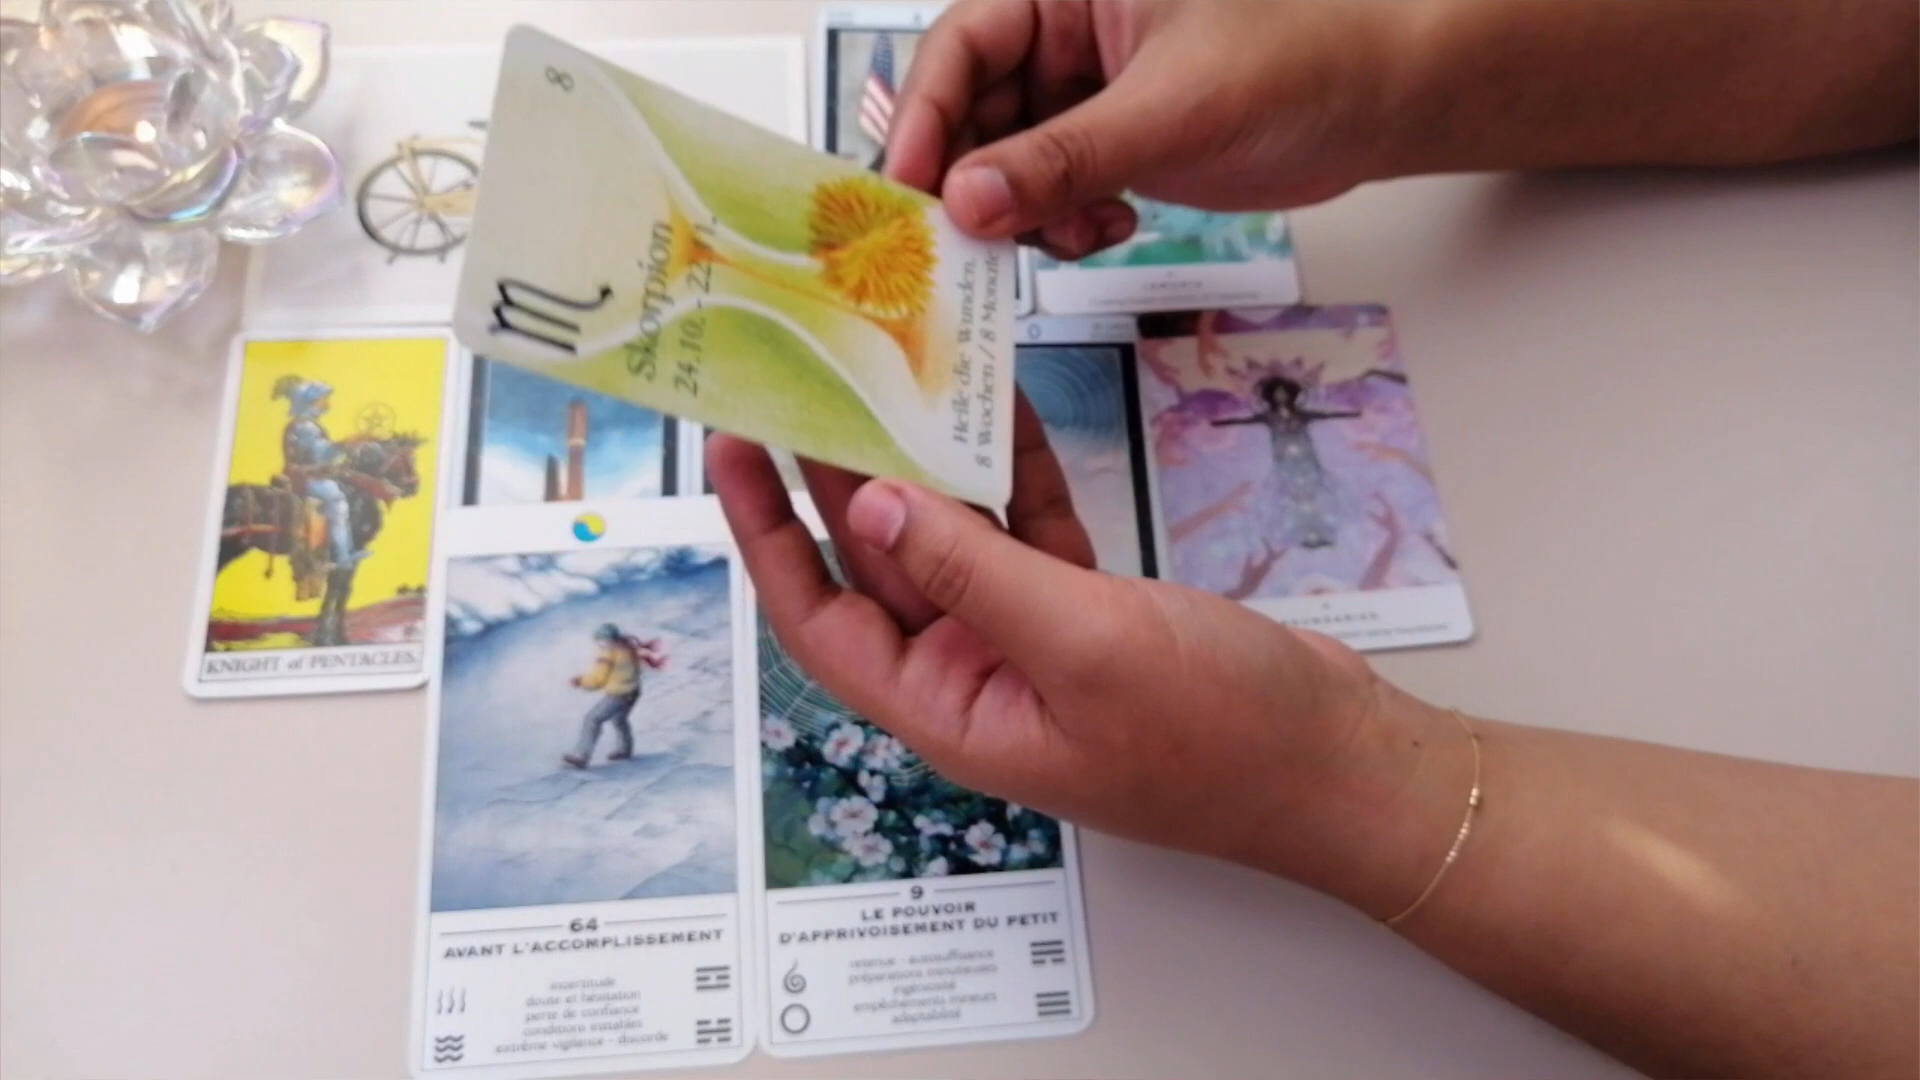 8
Skorpion
24.10. - 22.11.
Heile die Wunden.
8 Wochen / 8 Monate
KNIGHT of PENTACLES.
BOUNDARIES
64
AVANT L'ACCOMPLISSEMENT
incertitude
doute et hésitation
perte de confiance
conditions instables
extrême vigilance - discorde
9
LE POUVOIR
D'APPRIVOISEMENT DU PETIT
retenue - autosuffisance
préparations minutieuses
ingéniosité
empêchements mineurs
adaptabilité